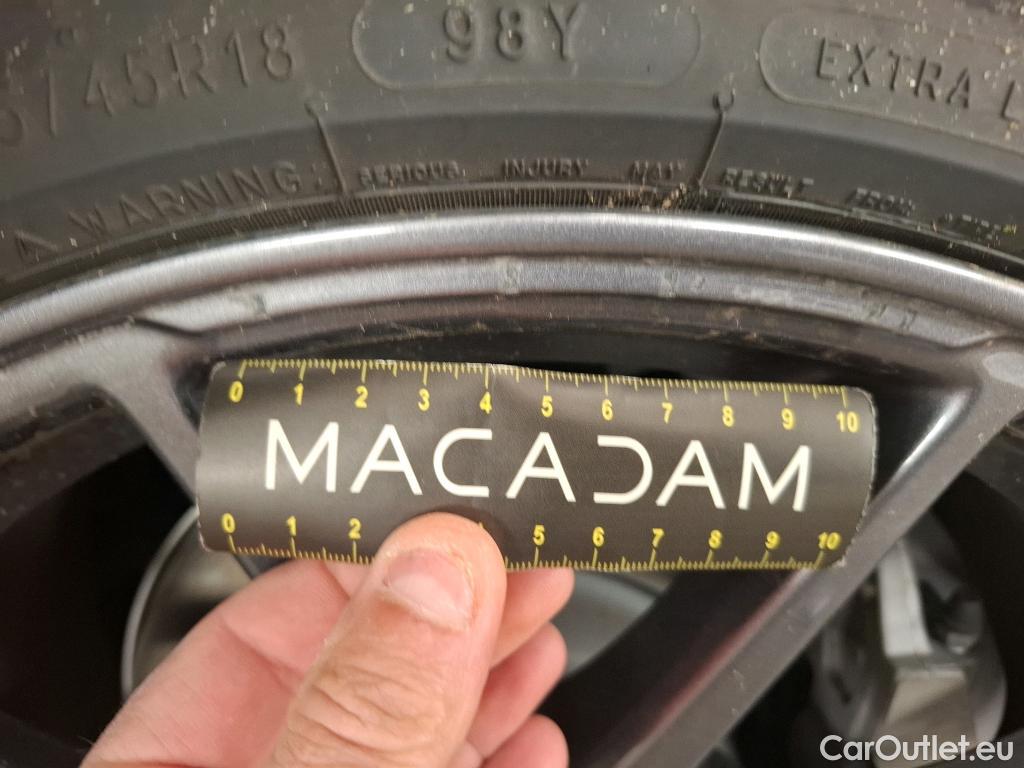 /45R18
98Y
EXTRA L
⚠ WARNING: SERIOUS INJURY MAY RESULT FROM
0 1 2 3 4 5 6 7 8 9 10
MACADAM
0 1 2 5 6 7 8 9 10
CarOutlet.eu